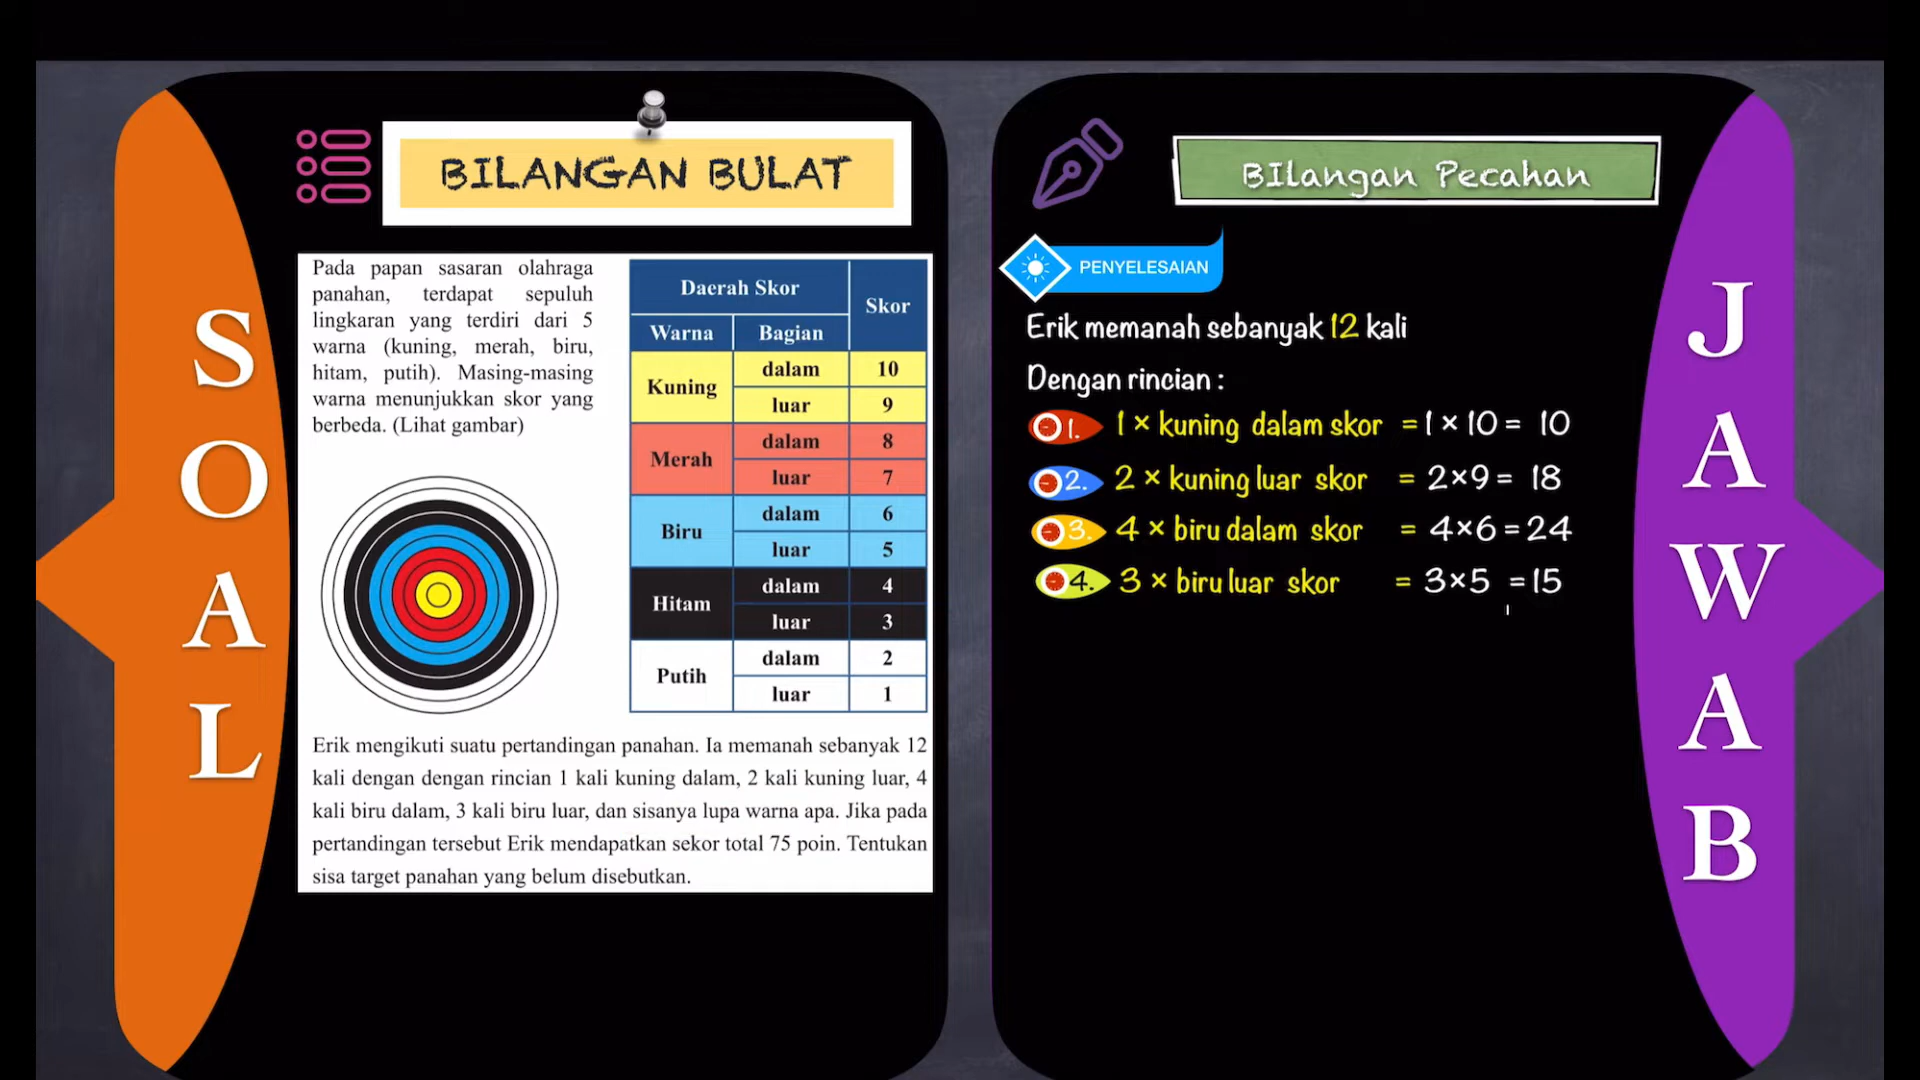 SOAL
BILANGAN BULAT
Pada papan sasaran olahraga
panahan, terdapat sepuluh
lingkaran yang terdiri dari 5
warna (kuning, merah, biru,
hitam, putih). Masing-masing
warna menunjukkan skor yang
berbeda. (Lihat gambar)
Daerah Skor Skor
Warna Bagian
Kuning dalam 10
luar 9
Merah dalam 8
luar 7
Biru dalam 6
luar 5
Hitam dalam 4
luar 3
Putih dalam 2
luar 1
Erik mengikuti suatu pertandingan panahan. Ia memanah sebanyak 12
kali dengan dengan rincian 1 kali kuning dalam, 2 kali kuning luar, 4
kali biru dalam, 3 kali biru luar, dan sisanya lupa warna apa. Jika pada
pertandingan tersebut Erik mendapatkan sekor total 75 poin. Tentukan
sisa target panahan yang belum disebutkan.
BIlangan Pecahan
PENYELESAIAN
Erik memanah sebanyak 12 kali
Dengan rincian :
1. 1 × kuning dalam skor = 1 × 10 = 10
2. 2 × kuning luar skor = 2×9 = 18
3. 4 × biru dalam skor = 4×6 = 24
4. 3 × biru luar skor = 3×5 = 15
JAWAB